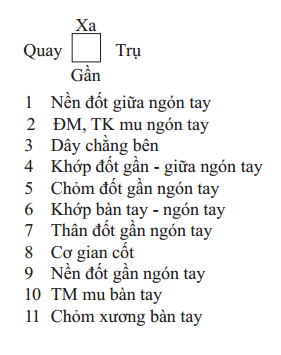 Xa
Quay Trụ
Gần
1 Nền đốt giữa ngón tay
2 ĐM, TK mu ngón tay
3 Dây chằng bên
4 Khớp đốt gần - giữa ngón tay
5 Chỏm đốt gần ngón tay
6 Khớp bàn tay - ngón tay
7 Thân đốt gần ngón tay
8 Cơ gian cốt
9 Nền đốt gần ngón tay
10 TM mu bàn tay
11 Chỏm xương bàn tay